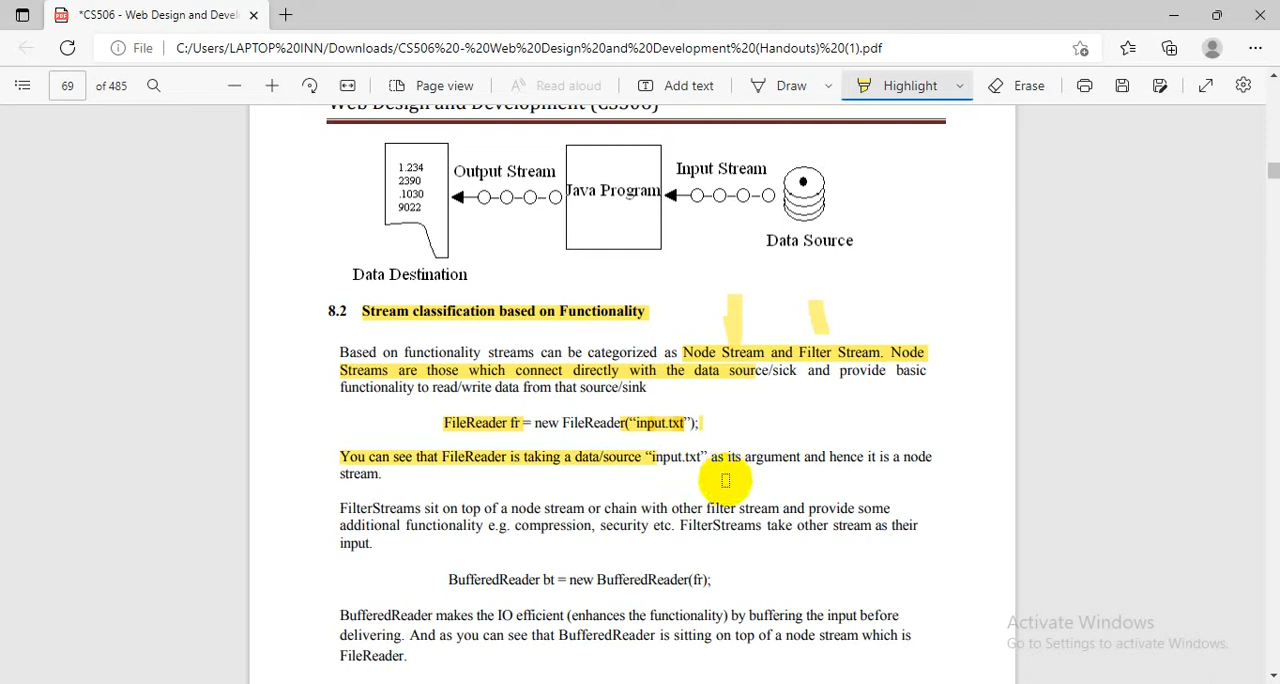 *CS506 - Web Design and Devel
File
C:/Users/LAPTOP%20INN/Downloads/CS506%20-%20Web%20Design%20and%20Development%20(Handouts)%20(1).pdf
69 of 485
Page view
Read aloud
Add text
Draw
Highlight
Erase
Web Design and Development (CS506)
1.234
2390
.1030
9022
Output Stream
Java Program
Input Stream
Data Source
Data Destination
8.2 Stream classification based on Functionality
Based on functionality streams can be categorized as Node Stream and Filter Stream. Node
Streams are those which connect directly with the data source/sick and provide basic
functionality to read/write data from that source/sink
FileReader fr = new FileReader(“input.txt”);
You can see that FileReader is taking a data/source “input.txt” as its argument and hence it is a node
stream.
FilterStreams sit on top of a node stream or chain with other filter stream and provide some
additional functionality e.g. compression, security etc. FilterStreams take other stream as their
input.
BufferedReader bt = new BufferedReader(fr);
BufferedReader makes the IO efficient (enhances the functionality) by buffering the input before
delivering. And as you can see that BufferedReader is sitting on top of a node stream which is
FileReader.
Activate Windows
Go to Settings to activate Windows.